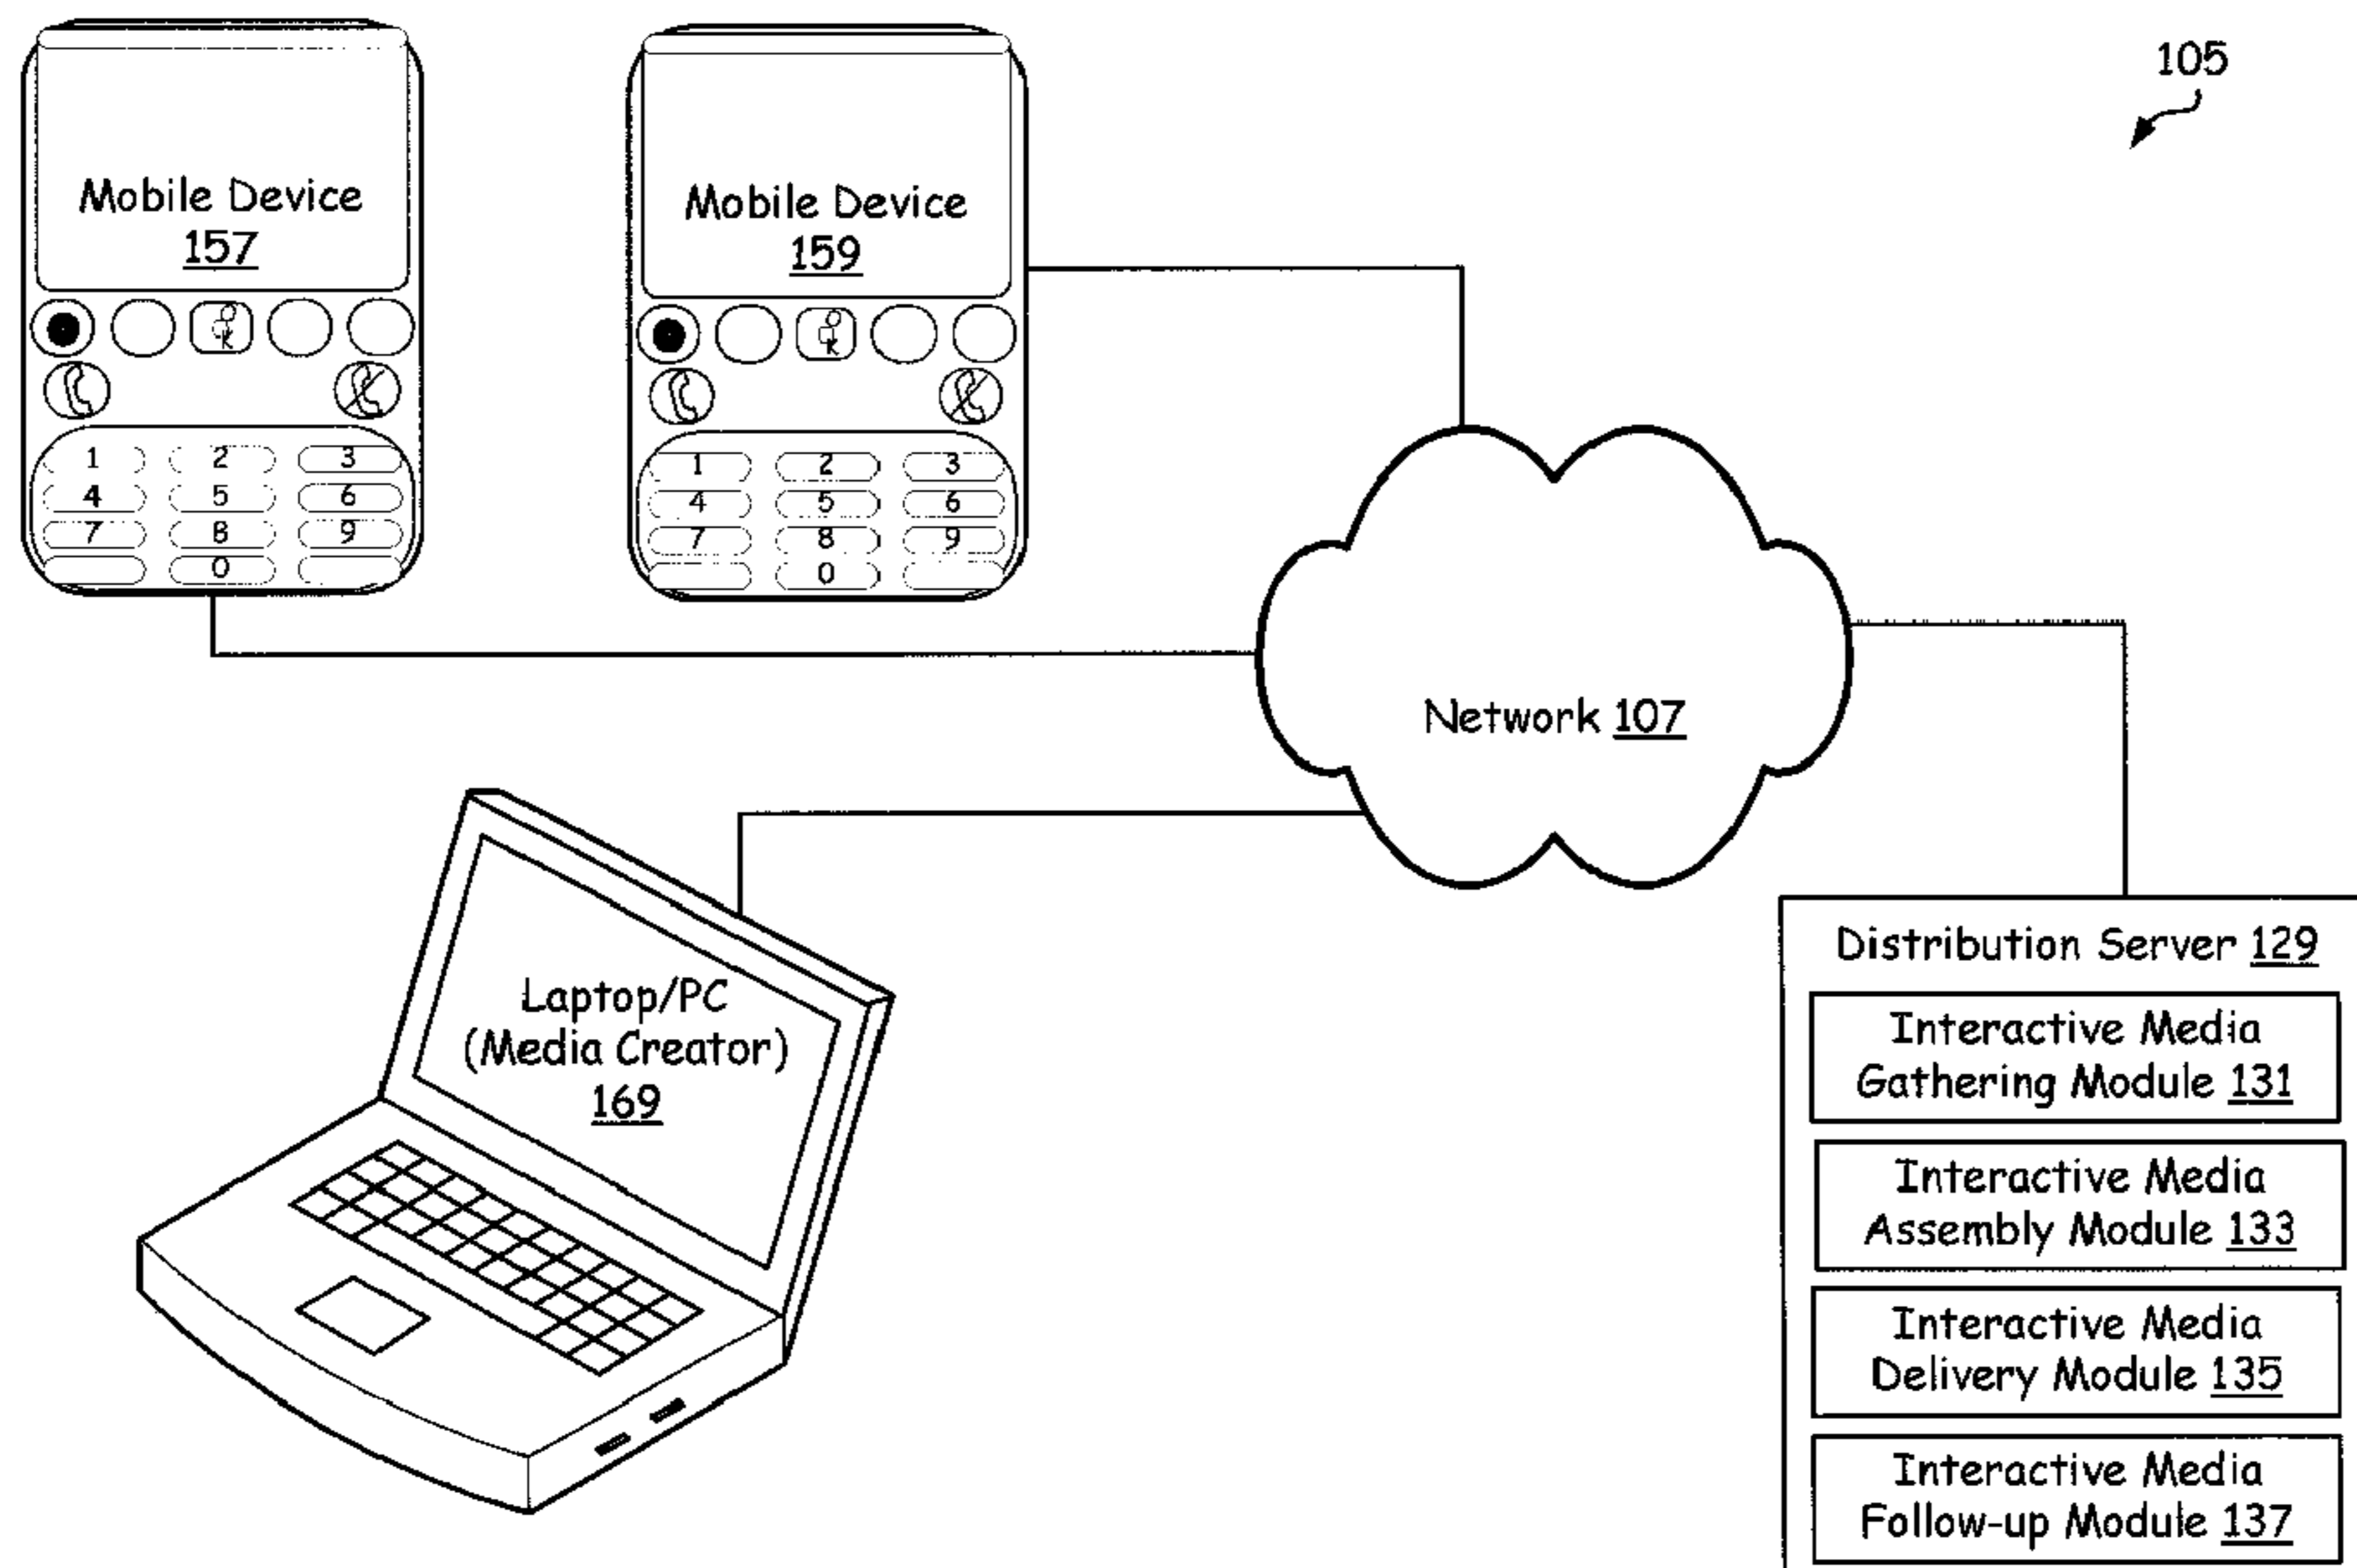 105
Mobile Device
157
OK
1 2 3
4 5 6
7 8 9
0
Mobile Device
159
OK
1 2 3
4 5 6
7 8 9
0
Network 107
Laptop/PC
(Media Creator)
169
Distribution Server 129
Interactive Media
Gathering Module 131
Interactive Media
Assembly Module 133
Interactive Media
Delivery Module 135
Interactive Media
Follow-up Module 137